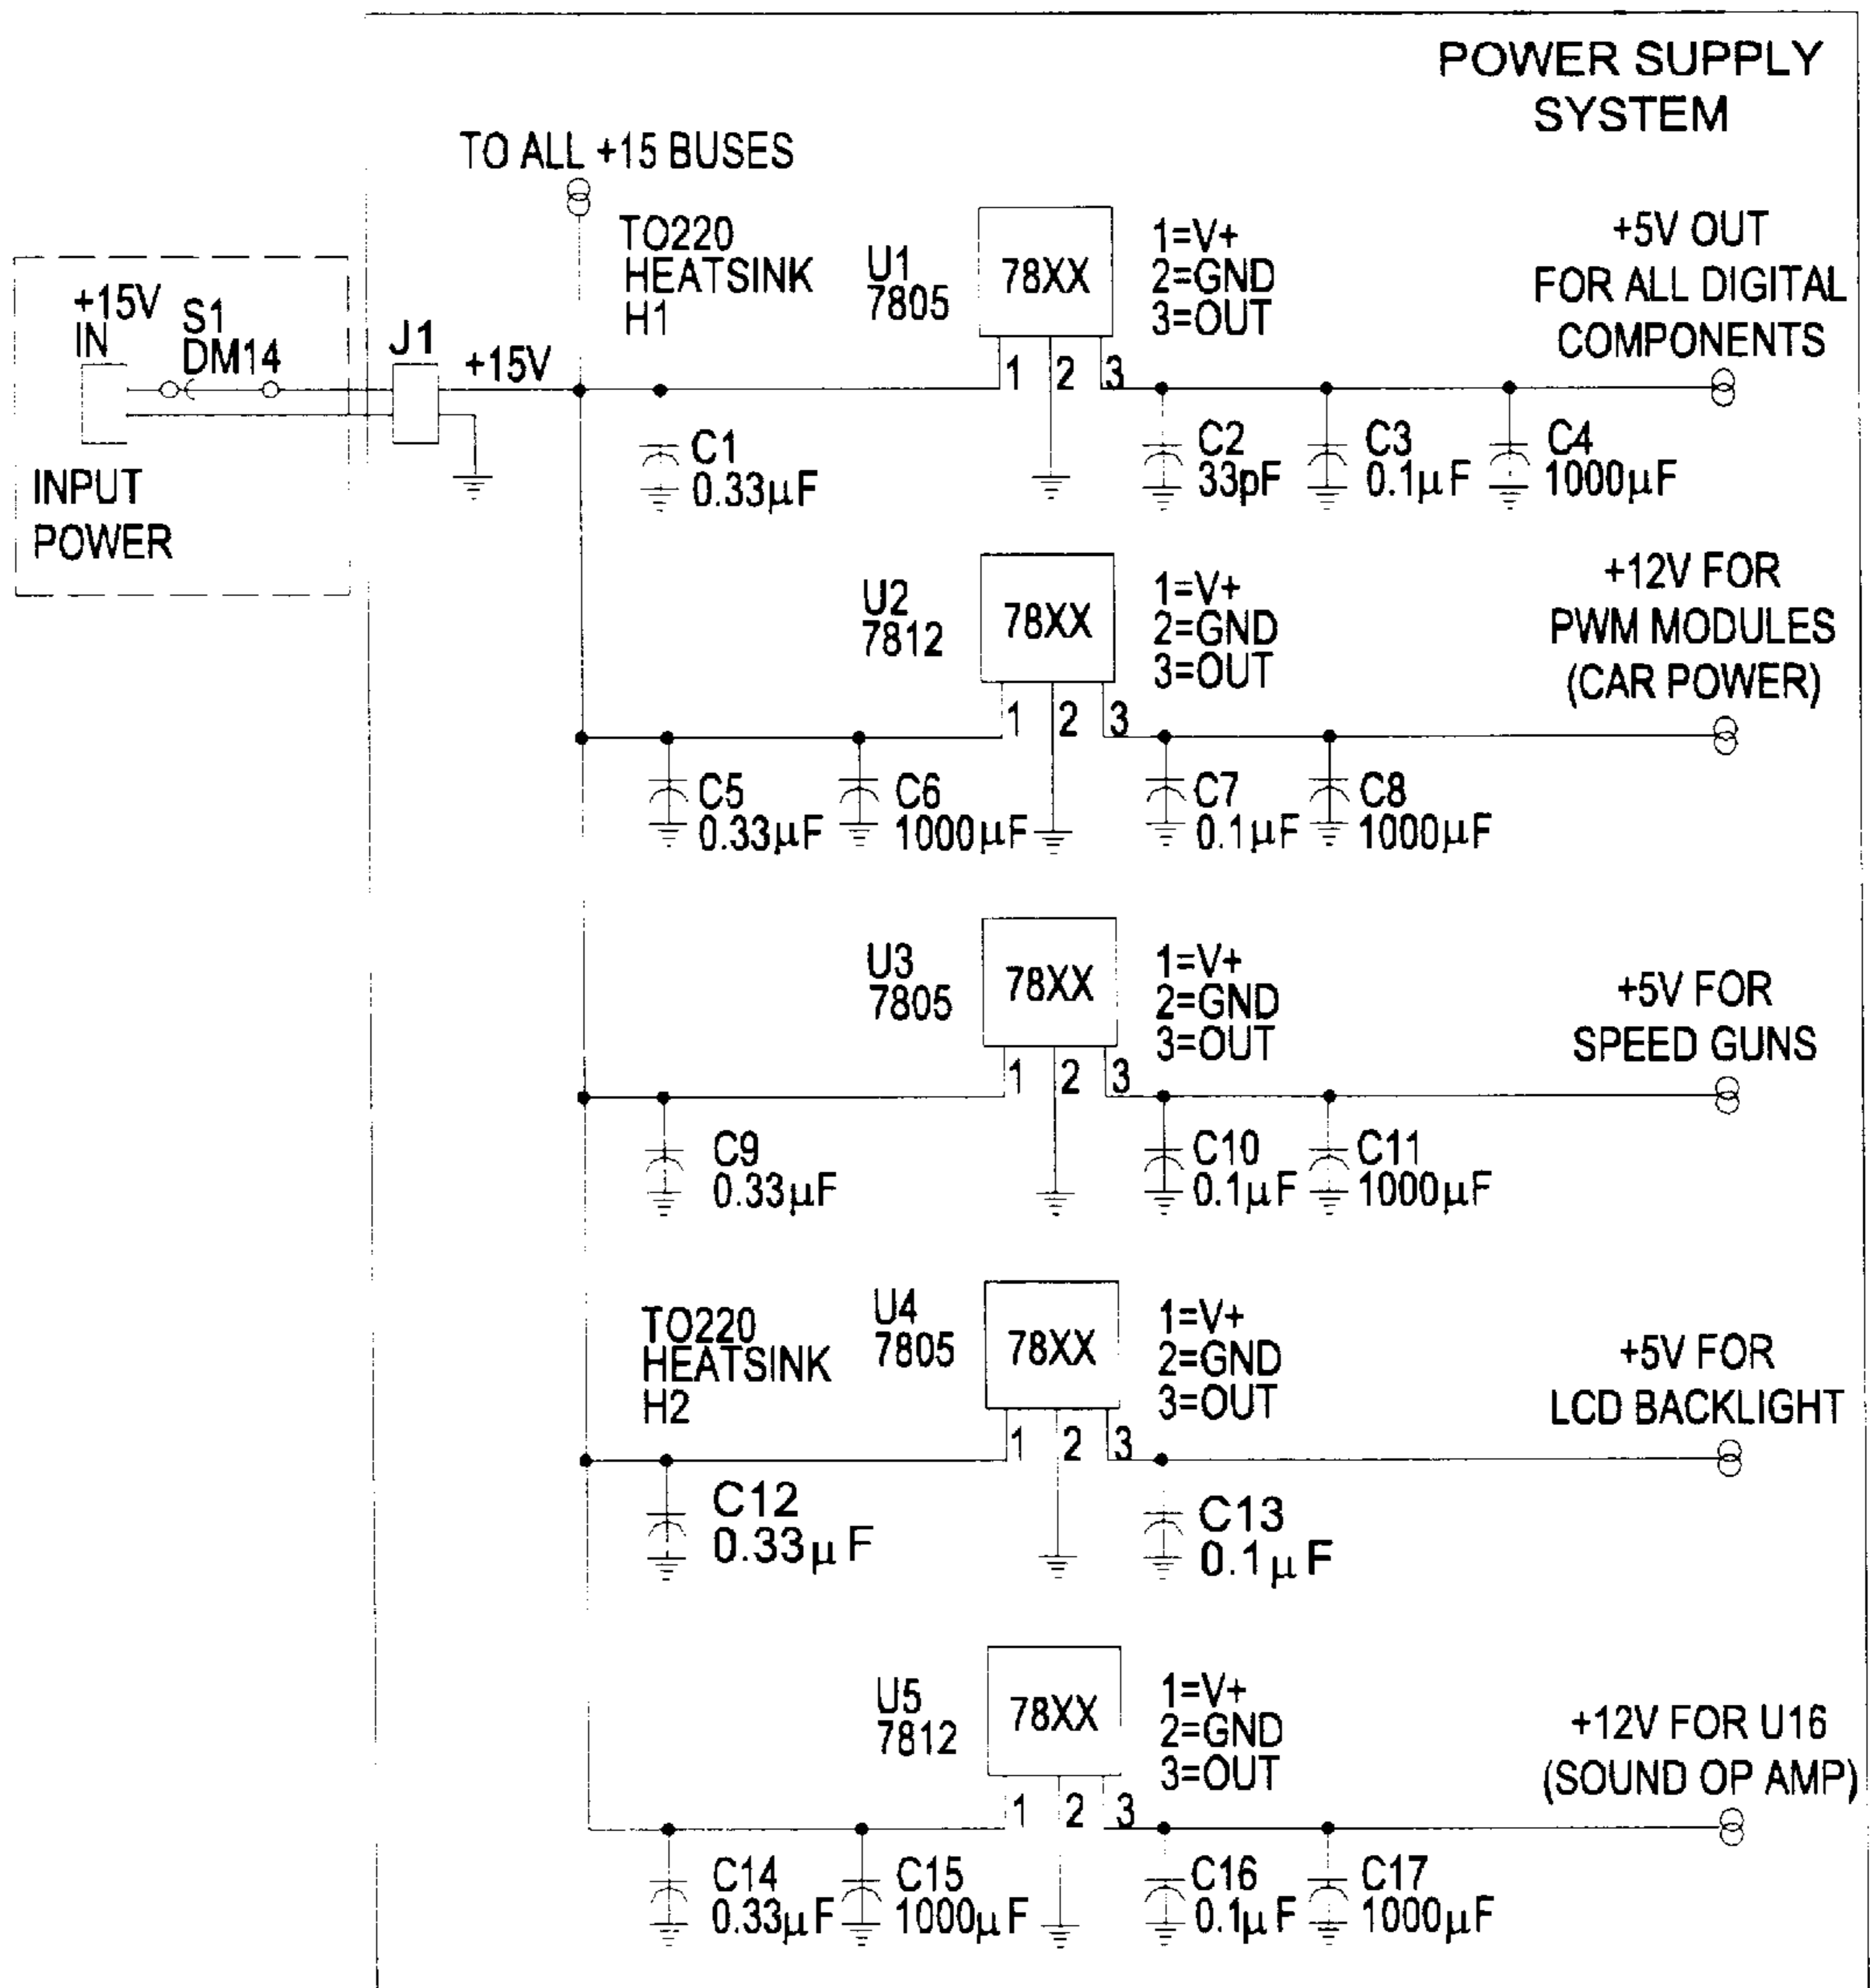 POWER SUPPLY
SYSTEM
TO ALL +15 BUSES
TO220
HEATSINK
H1
U1
7805
78XX
1=V+
2=GND
3=OUT
+5V OUT
FOR ALL DIGITAL
COMPONENTS
+15V
IN
S1
DM14
J1
+15V
1 2 3
INPUT
POWER
C1
0.33µF
C2
33pF
C3
0.1µF
C4
1000µF
U2
7812
78XX
1=V+
2=GND
3=OUT
+12V FOR
PWM MODULES
(CAR POWER)
1 2 3
C5
0.33µF
C6
1000µF
C7
0.1µF
C8
1000µF
U3
7805
78XX
1=V+
2=GND
3=OUT
+5V FOR
SPEED GUNS
1 2 3
C9
0.33µF
C10
0.1µF
C11
1000µF
TO220
HEATSINK
H2
U4
7805
78XX
1=V+
2=GND
3=OUT
+5V FOR
LCD BACKLIGHT
1 2 3
C12
0.33µF
C13
0.1µF
U5
7812
78XX
1=V+
2=GND
3=OUT
+12V FOR U16
(SOUND OP AMP)
1 2 3
C14
0.33µF
C15
1000µF
C16
0.1µF
C17
1000µF